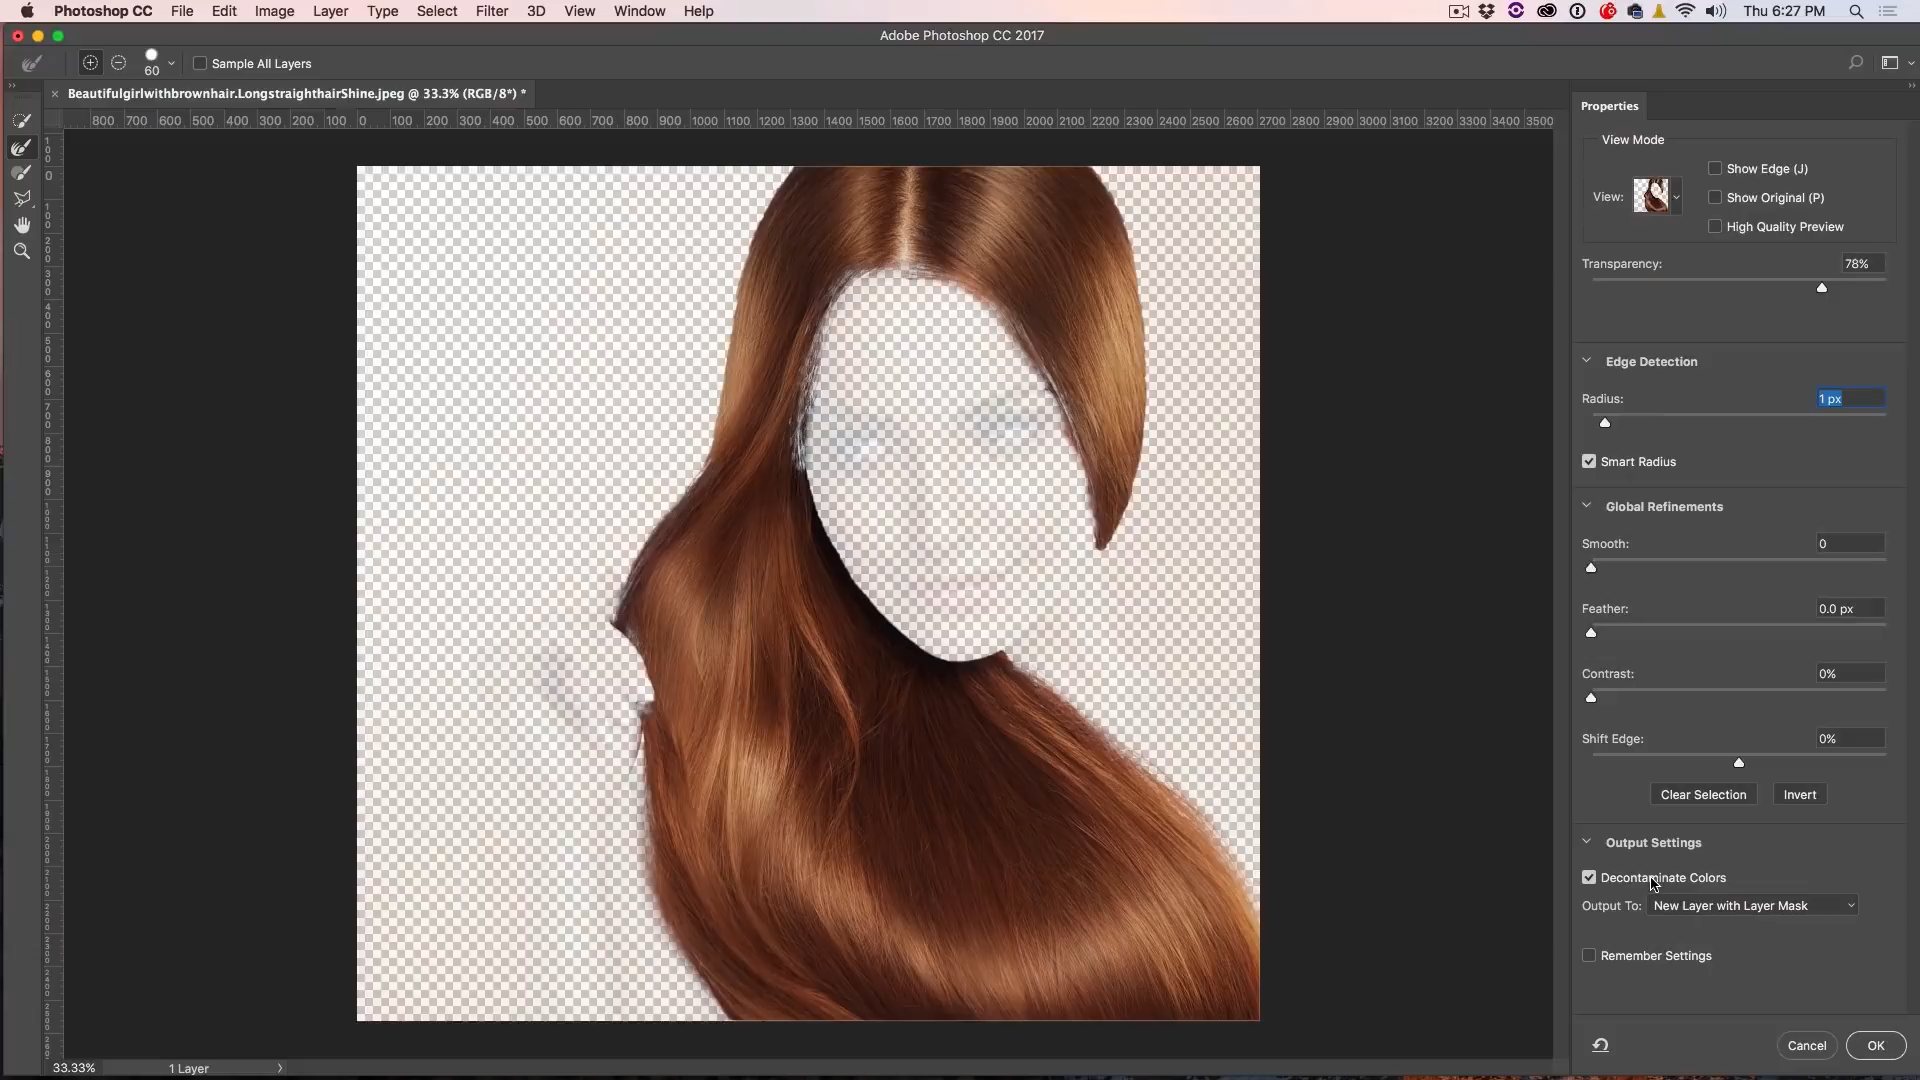 Photoshop CC File Edit Image Layer Type Select Filter 3D View Window Help Thu 6:27 PM
Adobe Photoshop CC 2017
60 Sample All Layers
× BeautifulgirlwithbrownhairLongstraighthairShine.jpeg @ 33.3% (RGB/8*) *
800 700 600 500 400 300 200 100 0 100 200 300 400 500 600 700 800 900 1000 1100 1200 1300 1400 1500 1600 1700 1800 1900 2000 2100 2200 2300 2400 2500 2600 2700 2800 2900 3000 3100 3200 3300 3400 3500
Properties
View Mode
Show Edge (J)
View: Show Original (P)
High Quality Preview
Transparency: 78%
Edge Detection
Radius: 1 px
Smart Radius
Global Refinements
Smooth: 0
Feather: 0.0 px
Contrast: 0%
Shift Edge: 0%
Clear Selection Invert
Output Settings
Decontaminate Colors
Output To: New Layer with Layer Mask
Remember Settings
Cancel OK
33.33% 1 Layer